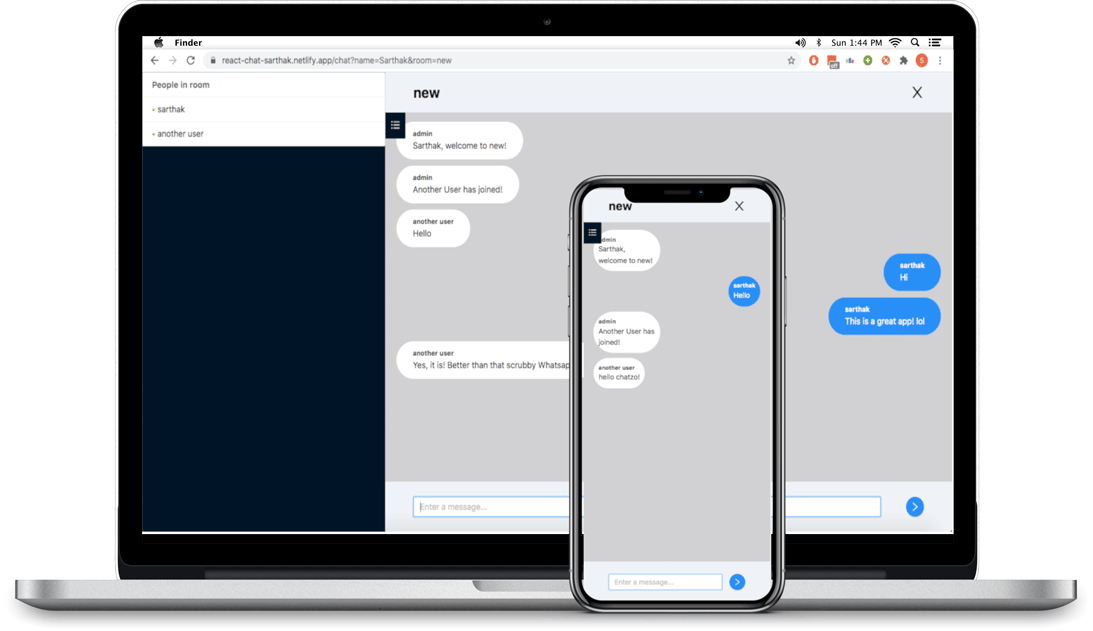 Finder
Sun 1:44 PM
react-chat-sarthak.netlify.app/chat?name=Sarthak&room=new
off
S
People in room
sarthak
another user
new
X
admin
Sarthak, welcome to new!
admin
Another User has joined!
another user
Hello
sarthak
Hi
sarthak
This is a great app! lol
another user
Yes, it is! Better than that scrubby Whatsap
Enter a message...
new
X
admin
Sarthak,
welcome to new!
sarthak
Hello
admin
Another User has
joined!
another user
hello chatzo!
Enter a message...